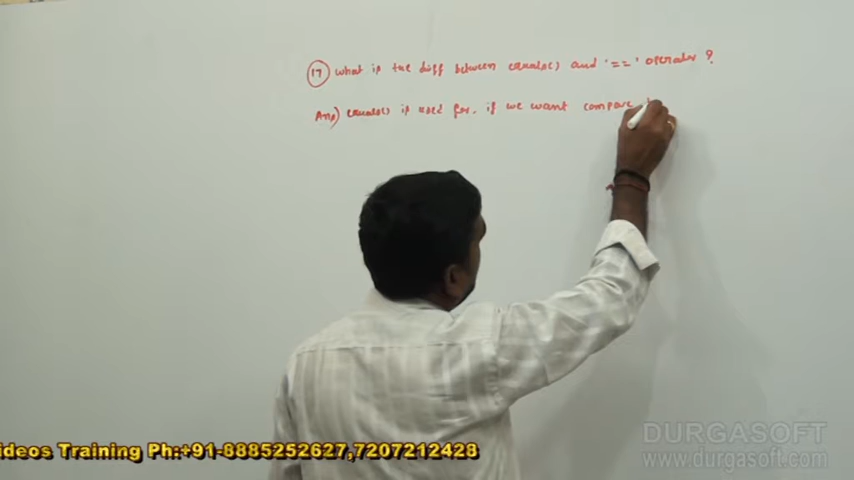 17 what is the diff between equals() and '==' operator ?
Ans) equals() is used for. if we want compare
ideos Training Ph:+91-8885252627,7207212428
DURGASOFT
www.durgasoft.com